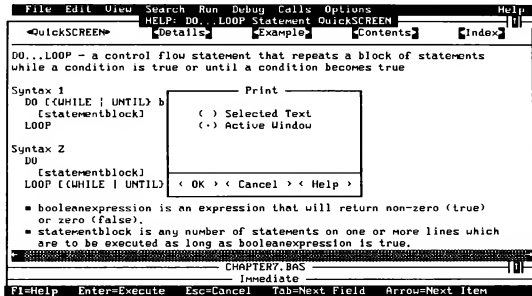 File Edit View Search Run Debug Calls Options Help
HELP: DO...LOOP Statement QuickSCREEN
◄QuickSCREEN► ◄Details► ◄Example► ◄Contents► ◄Index►
DO...LOOP - a control flow statement that repeats a block of statements
while a condition is true or until a condition becomes true
Syntax 1
DO [{WHILE | UNTIL} b
[statementblock]
LOOP
Syntax 2
DO
[statementblock]
LOOP [{WHILE | UNTIL}
Print
( ) Selected Text
(·) Active Window
< OK > < Cancel > < Help >
▪ booleanexpression is an expression that will return non-zero (true)
or zero (false).
▪ statementblock is any number of statements on one or more lines which
are to be executed as long as booleanexpression is true.
CHAPTER7.BAS
Immediate
F1=Help Enter=Execute Esc=Cancel Tab=Next Field Arrow=Next Item